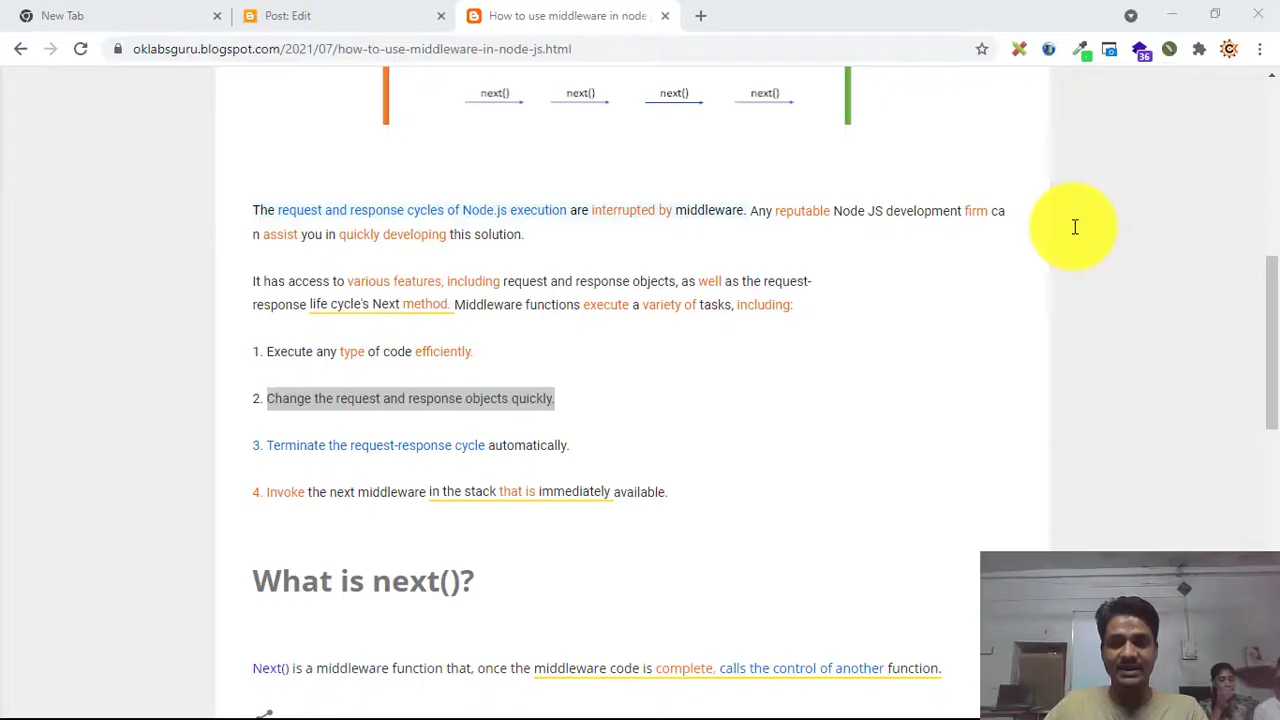 New Tab
Post: Edit
How to use middleware in node
oklabsguru.blogspot.com/2021/07/how-to-use-middleware-in-node-js.html
36
next() next() next() next()
The request and response cycles of Node.js execution are interrupted by middleware. Any reputable Node JS development firm ca
n assist you in quickly developing this solution.
It has access to various features, including request and response objects, as well as the request-
response life cycle's Next method. Middleware functions execute a variety of tasks, including:
1. Execute any type of code efficiently.
2. Change the request and response objects quickly.
3. Terminate the request-response cycle automatically.
4. Invoke the next middleware in the stack that is immediately available.
What is next()?
Next() is a middleware function that, once the middleware code is complete, calls the control of another function.